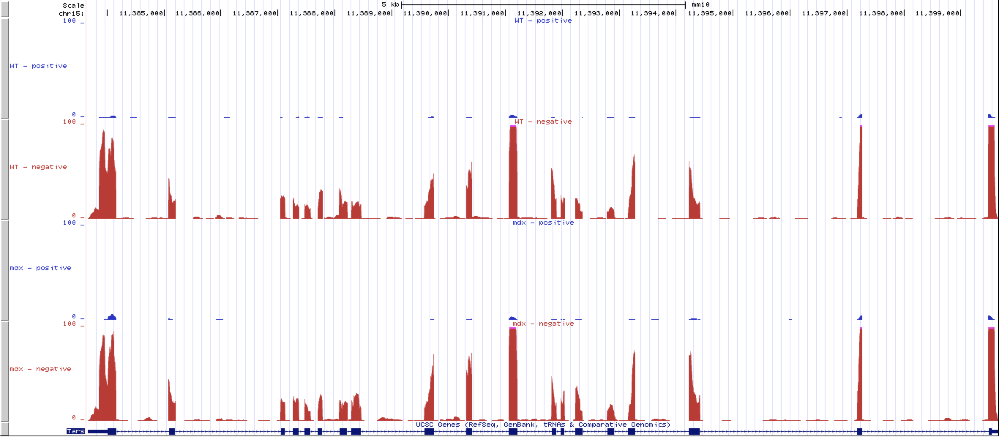 Scale 5 kb mm10
chr15: 11,385,000 11,386,000 11,387,000 11,388,000 11,389,000 11,390,000 11,391,000 11,392,000 11,393,000 11,394,000 11,395,000 11,396,000 11,397,000 11,398,000 11,399,000
100 WT - positive
WT - positive
0
100 WT - negative
WT - negative
0
100 mdx - positive
mdx - positive
0
100 mdx - negative
mdx - negative
0
UCSC Genes (RefSeq, GenBank, tRNAs & Comparative Genomics)
Tars